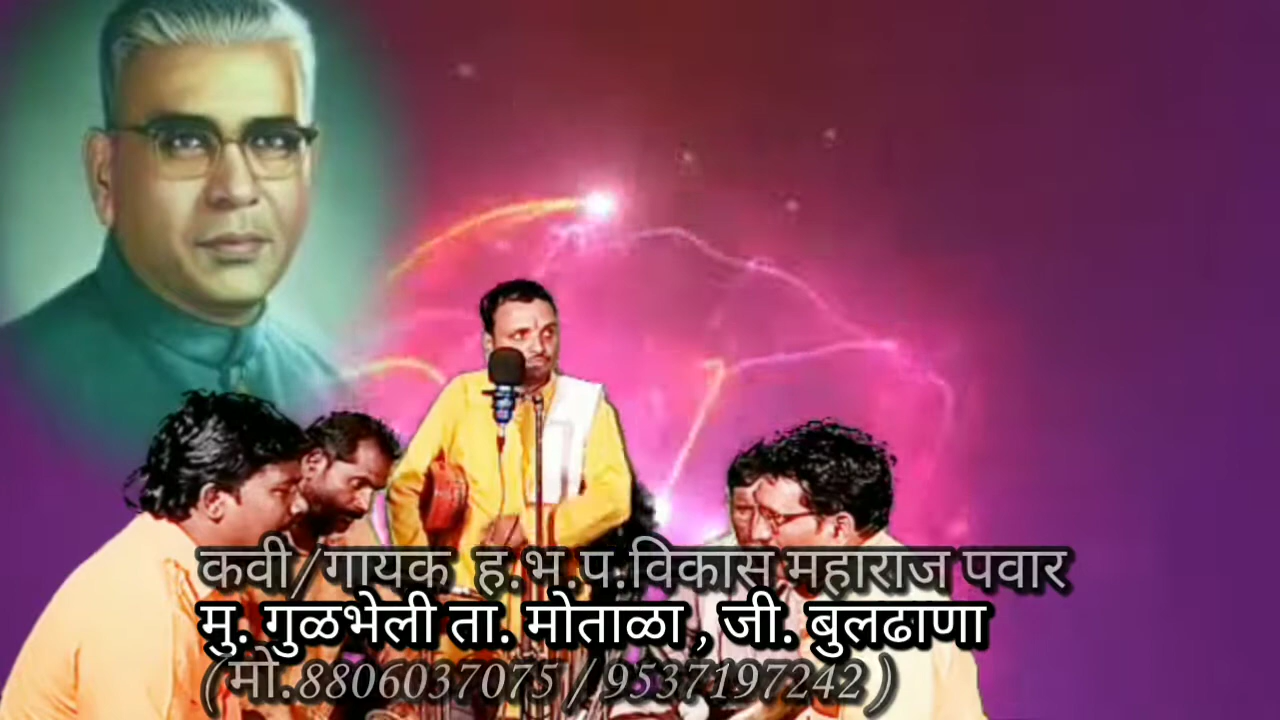 कवी/गायक ह.भ.प.विकास महाराज पवार
मु. गुळभेली ता. मोताळा , जी. बुलढाणा
(मो.8806037075 / 9537197242 )